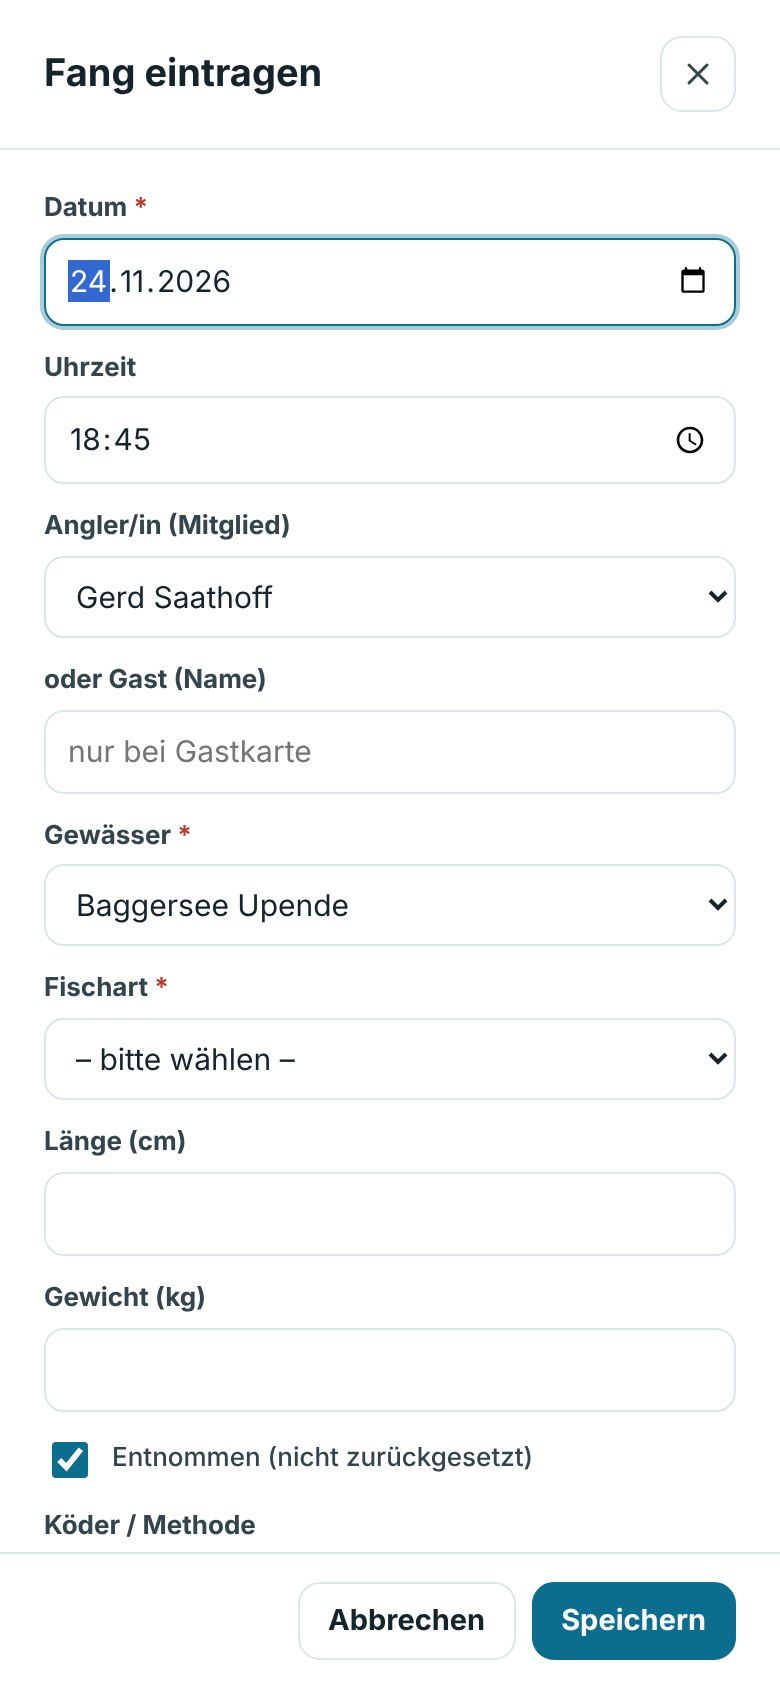 Fang eintragen
Datum *
24.11.2026
Uhrzeit
18:45
Angler/in (Mitglied)
Gerd Saathoff
oder Gast (Name)
nur bei Gastkarte
Gewässer *
Baggersee Upende
Fischart *
– bitte wählen –
Länge (cm)
Gewicht (kg)
Entnommen (nicht zurückgesetzt)
Köder / Methode
Abbrechen Speichern